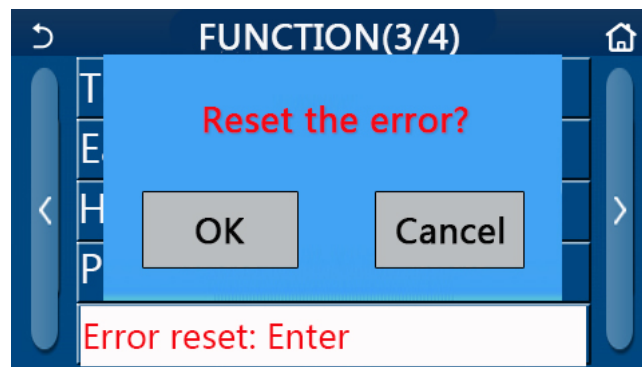 FUNCTION(3/4)
T
Reset the error?
E
H
OK
Cancel
P
Error reset: Enter